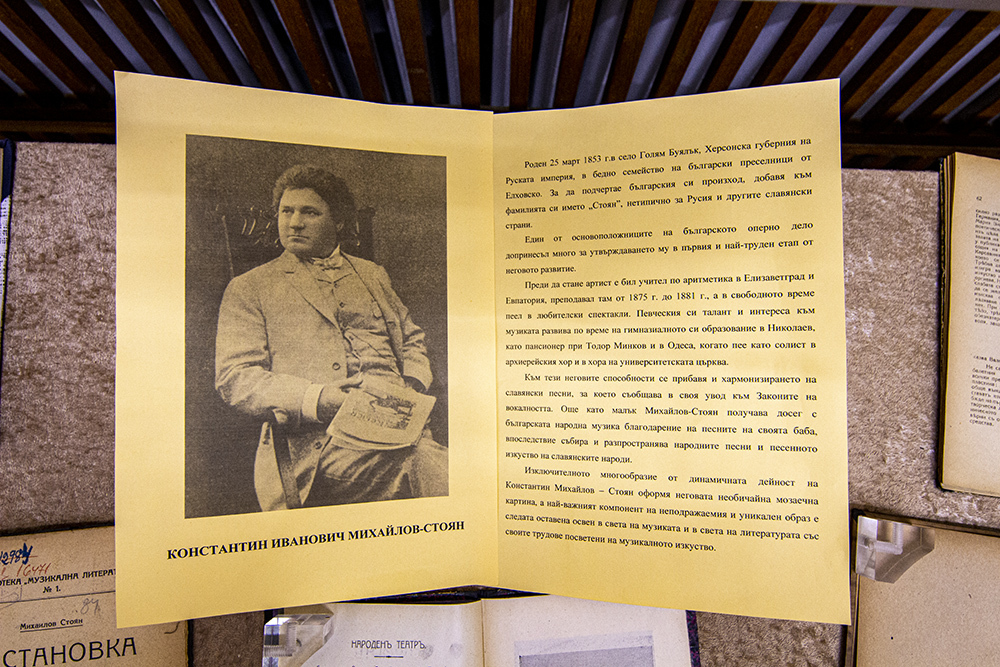 КОНСТАНТИН ИВАНОВИЧ МИХАЙЛОВ-СТОЯН
Роден 25 март 1853 г.в село Голям Буялък, Херсонска губерния на
Руската империя, в бедно семейство на български преселници от
Елховско. За да подчертае българския си произход, добавя към
фамилията си името „Стоян", нетипично за Русия и другите славянски
страни.
Един от основоположниците на българското оперно дело
допринесъл много за утвърждаването му в първия и най-труден етап от
неговото развитие.
Преди да стане артист е бил учител по аритметика в Елизаветград и
Евпатория, преподавал там от 1875 г. до 1881 г., а в свободното време
пеел в любителски спектакли. Певческия си талант и интереса към
музиката развива по време на гимназиалното си образование в Николаев,
като пансионер при Тодор Минков и в Одеса, когато пее като солист в
архиерейския хор и в хора на университетската църква.
Към тези неговите способности се прибавя и хармонизирането на
славянски песни, за което съобщава в своя увод към Законите на
вокалността. Още като малък Михайлов-Стоян получава досег с
българската народна музика благодарение на песните на своята баба,
впоследствие събира и разпространява народните песни и песенното
изкуство на славянските народи.
Изключителното многообразие от динамичната дейност на
Константин Михайлов – Стоян оформя неговата необичайна мозаечна
картина, а най-важният компонент на неподражаемия и уникален образ е
следата оставена освен в света на музиката и в света на литературата със
своите трудове посветени на музикалното изкуство.
ОТЕКА „МУЗИКАЛНА ЛИТЕРАТ
№ 1.
Михаилов Стоян
СТАНОВКА
НАРОДЕНЪ ТЕАТРЪ.
62